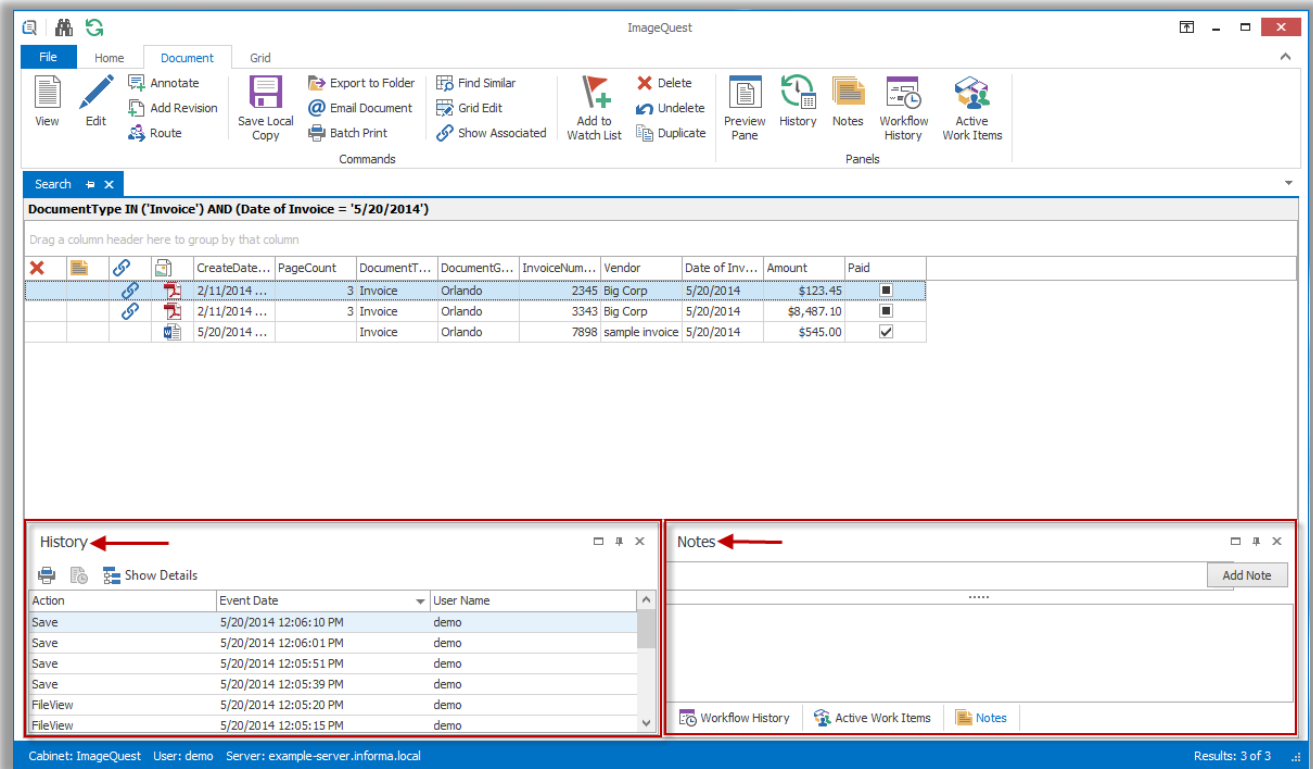 ImageQuest
File Home Document Grid
View
Edit
Annotate
Add Revision
Route
Save Local
Copy
Export to Folder
Email Document
Batch Print
Find Similar
Grid Edit
Show Associated
Add to
Watch List
Delete
Undelete
Duplicate
Commands
Preview
Pane
History
Notes
Workflow
History
Active
Work Items
Panels
Search
DocumentType IN ('Invoice') AND (Date of Invoice = '5/20/2014')
Drag a column header here to group by that column
CreateDate... PageCount DocumentT... DocumentG... InvoiceNum... Vendor Date of Inv... Amount Paid
2/11/2014 ... 3 Invoice Orlando 2345 Big Corp 5/20/2014 $123.45
2/11/2014 ... 3 Invoice Orlando 3343 Big Corp 5/20/2014 $8,487.10
5/20/2014 ... Invoice Orlando 7898 sample invoice 5/20/2014 $545.00
History
Show Details
Action Event Date User Name
Save 5/20/2014 12:06:10 PM demo
Save 5/20/2014 12:06:01 PM demo
Save 5/20/2014 12:05:51 PM demo
Save 5/20/2014 12:05:39 PM demo
FileView 5/20/2014 12:05:20 PM demo
FileView 5/20/2014 12:05:15 PM demo
Notes
Add Note
Workflow History Active Work Items Notes
Cabinet: ImageQuest User: demo Server: example-server.informa.local Results: 3 of 3